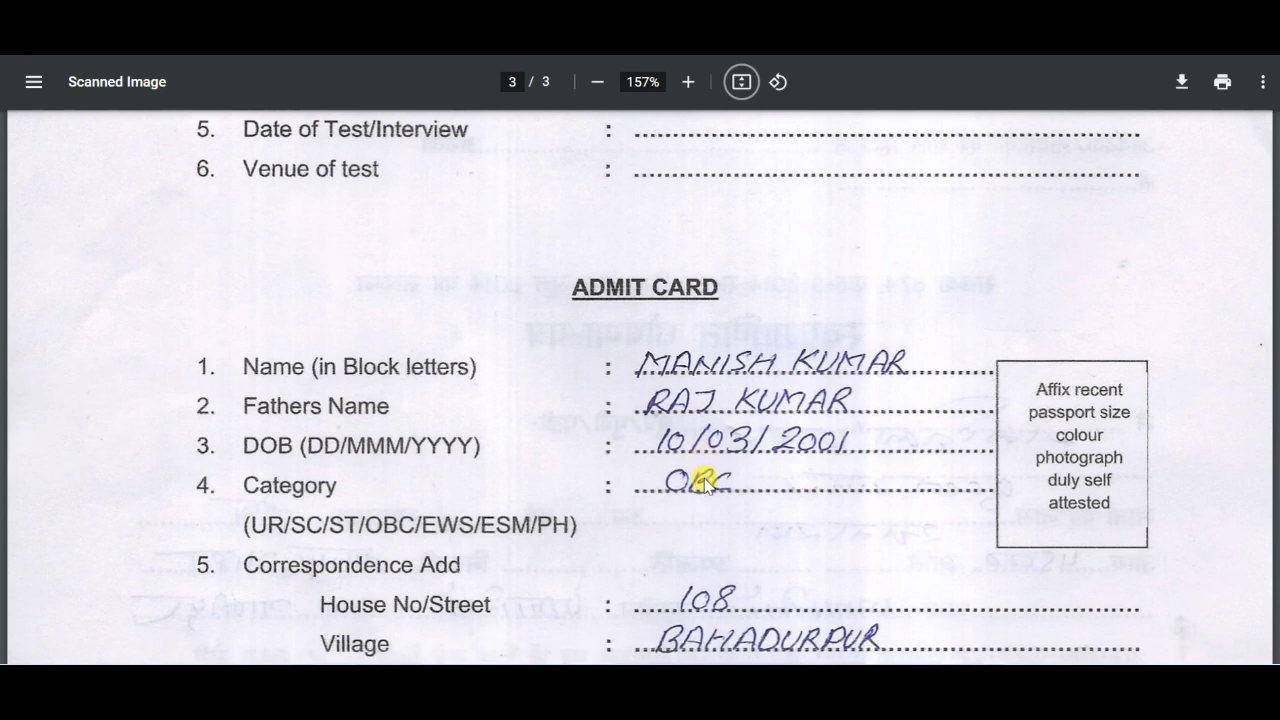 Scanned Image 3 / 3 157%
5. Date of Test/Interview : ........................................
6. Venue of test : ........................................
ADMIT CARD
1. Name (in Block letters) : MANISH KUMAR
2. Fathers Name : RAJ KUMAR
3. DOB (DD/MMM/YYYY) : 10/03/2001
4. Category : OBC
(UR/SC/ST/OBC/EWS/ESM/PH)
Affix recent
passport size
colour
photograph
duly self
attested
5. Correspondence Add
House No/Street : 108
Village : BAHADURPUR